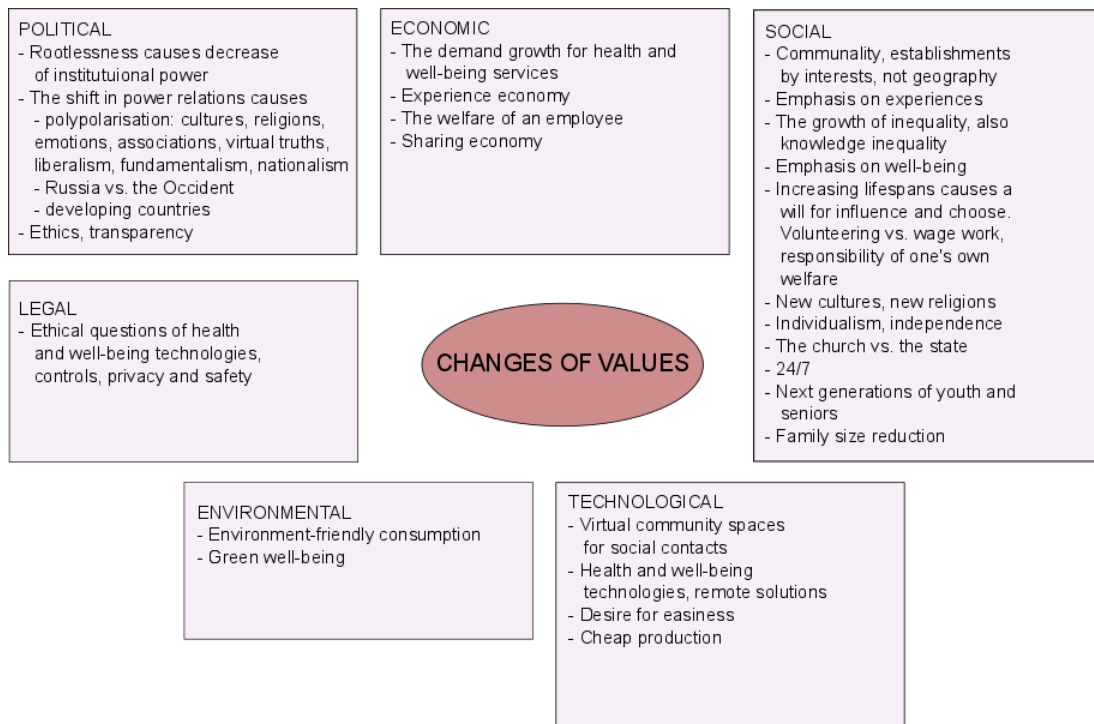 POLITICAL
- Rootlessness causes decrease
of institutuional power
- The shift in power relations causes
- polypolarisation: cultures, religions,
emotions, associations, virtual truths,
liberalism, fundamentalism, nationalism
- Russia vs. the Occident
- developing countries
- Ethics, transparency
ECONOMIC
- The demand growth for health and
well-being services
- Experience economy
- The welfare of an employee
- Sharing economy
SOCIAL
- Communality, establishments
by interests, not geography
- Emphasis on experiences
- The growth of inequality, also
knowledge inequality
- Emphasis on well-being
- Increasing lifespans causes a
will for influence and choose.
Volunteering vs. wage work,
responsibility of one's own
welfare
- New cultures, new religions
- Individualism, independence
- The church vs. the state
- 24/7
- Next generations of youth and
seniors
- Family size reduction
LEGAL
- Ethical questions of health
and well-being technologies,
controls, privacy and safety
CHANGES OF VALUES
ENVIRONMENTAL
- Environment-friendly consumption
- Green well-being
TECHNOLOGICAL
- Virtual community spaces
for social contacts
- Health and well-being
technologies, remote solutions
- Desire for easiness
- Cheap production